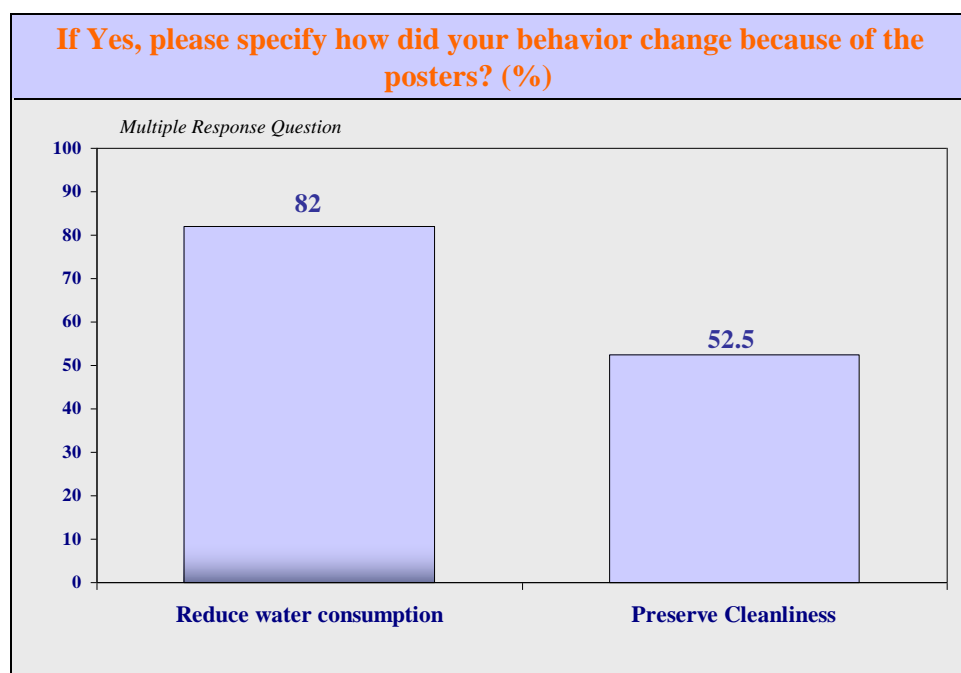 If Yes, please specify how did your behavior change because of the
posters? (%)
Multiple Response Question
100
90
80
70
60
50
40
30
20
10
0
82
52.5
Reduce water consumption
Preserve Cleanliness